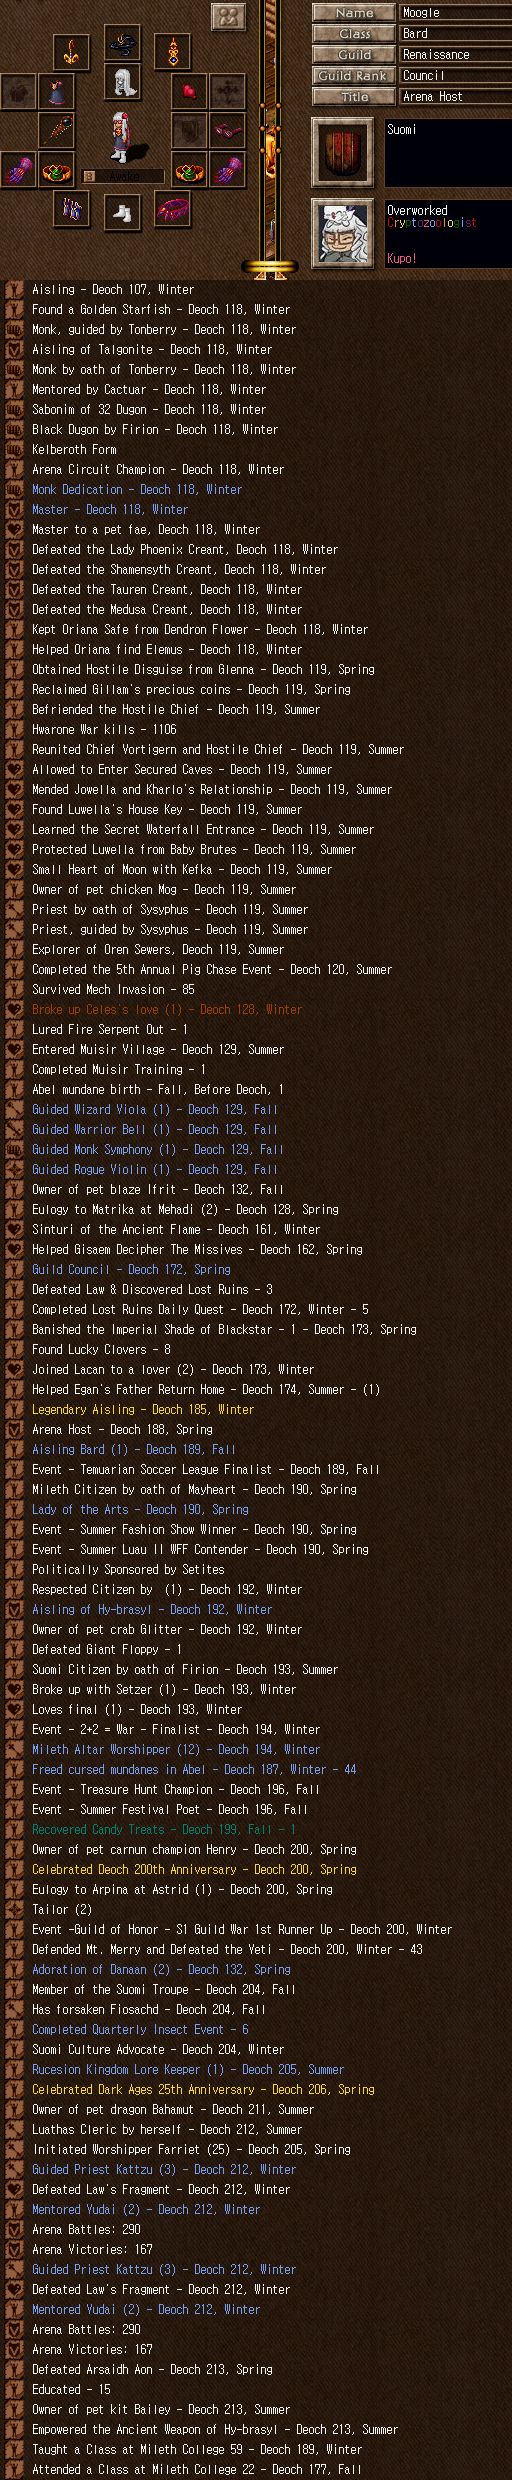 Name Moogle
Class Bard
Guild Renaissance
Guild Rank Council
Title Arena Host
Suomi
Awake
Overworked
Cryptozoologist
Kupo!
Aisling - Deoch 107, Winter
Found a Golden Starfish - Deoch 118, Winter
Monk, guided by Tonberry - Deoch 118, Winter
Aisling of Talgonite - Deoch 118, Winter
Monk by oath of Tonberry - Deoch 118, Winter
Mentored by Cactuar - Deoch 118, Winter
Sabonim of 32 Dugon - Deoch 118, Winter
Black Dugon by Firion - Deoch 118, Winter
Kelberoth Form
Arena Circuit Champion - Deoch 118, Winter
Monk Dedication - Deoch 118, Winter
Master - Deoch 118, Winter
Master to a pet fae, Deoch 118, Winter
Defeated the Lady Phoenix Creant, Deoch 118, Winter
Defeated the Shamensyth Creant, Deoch 118, Winter
Defeated the Tauren Creant, Deoch 118, Winter
Defeated the Medusa Creant, Deoch 118, Winter
Kept Oriana Safe from Dendron Flower - Deoch 118, Winter
Helped Oriana find Elemus - Deoch 118, Winter
Obtained Hostile Disguise from Glenna - Deoch 119, Spring
Reclaimed Gillam's precious coins - Deoch 119, Spring
Befriended the Hostile Chief - Deoch 119, Summer
Hwarone War kills - 1106
Reunited Chief Vortigern and Hostile Chief - Deoch 119, Summer
Allowed to Enter Secured Caves - Deoch 119, Summer
Mended Jowella and Kharlo's Relationship - Deoch 119, Summer
Found Luwella's House Key - Deoch 119, Summer
Learned the Secret Waterfall Entrance - Deoch 119, Summer
Protected Luwella from Baby Brutes - Deoch 119, Summer
Small Heart of Moon with Kefka - Deoch 119, Summer
Owner of pet chicken Mog - Deoch 119, Summer
Priest by oath of Sysyphus - Deoch 119, Summer
Priest, guided by Sysyphus - Deoch 119, Summer
Explorer of Oren Sewers, Deoch 119, Summer
Completed the 5th Annual Pig Chase Event - Deoch 120, Summer
Survived Mech Invasion - 85
Broke up Celes's love (1) - Deoch 128, Winter
Lured Fire Serpent Out - 1
Entered Muisir Village - Deoch 129, Summer
Completed Muisir Training - 1
Abel mundane birth - Fall, Before Deoch, 1
Guided Wizard Viola (1) - Deoch 129, Fall
Guided Warrior Bell (1) - Deoch 129, Fall
Guided Monk Symphony (1) - Deoch 129, Fall
Guided Rogue Violin (1) - Deoch 129, Fall
Owner of pet blaze Ifrit - Deoch 132, Fall
Eulogy to Matrika at Mehadi (2) - Deoch 128, Spring
Sinturi of the Ancient Flame - Deoch 161, Winter
Helped Gisaem Decipher The Missives - Deoch 162, Spring
Guild Council - Deoch 172, Spring
Defeated Law & Discovered Lost Ruins - 3
Completed Lost Ruins Daily Quest - Deoch 172, Winter - 5
Banished the Imperial Shade of Blackstar - 1 - Deoch 173, Spring
Found Lucky Clovers - 8
Joined Lacan to a lover (2) - Deoch 173, Winter
Helped Egan's Father Return Home - Deoch 174, Summer - (1)
Legendary Aisling - Deoch 185, Winter
Arena Host - Deoch 188, Spring
Aisling Bard (1) - Deoch 189, Fall
Event - Temuarian Soccer League Finalist - Deoch 189, Fall
Mileth Citizen by oath of Mayheart - Deoch 190, Spring
Lady of the Arts - Deoch 190, Spring
Event - Summer Fashion Show Winner - Deoch 190, Spring
Event - Summer Luau II WFF Contender - Deoch 190, Spring
Politically Sponsored by Setites
Respected Citizen by  (1) - Deoch 192, Winter
Aisling of Hy-brasyl - Deoch 192, Winter
Owner of pet crab Glitter - Deoch 192, Winter
Defeated Giant Floppy - 1
Suomi Citizen by oath of Firion - Deoch 193, Summer
Broke up with Setzer (1) - Deoch 193, Winter
Loves final (1) - Deoch 193, Winter
Event - 2+2 = War - Finalist - Deoch 194, Winter
Mileth Altar Worshipper (12) - Deoch 194, Winter
Freed cursed mundanes in Abel - Deoch 187, Winter - 44
Event - Treasure Hunt Champion - Deoch 196, Fall
Event - Summer Festival Poet - Deoch 196, Fall
Recovered Candy Treats - Deoch 199, Fall - 1
Owner of pet carnun champion Henry - Deoch 200, Spring
Celebrated Deoch 200th Anniversary - Deoch 200, Spring
Eulogy to Arpina at Astrid (1) - Deoch 200, Spring
Tailor (2)
Event -Guild of Honor - S1 Guild War 1st Runner Up - Deoch 200, Winter
Defended Mt. Merry and Defeated the Yeti - Deoch 200, Winter - 43
Adoration of Danaan (2) - Deoch 132, Spring
Member of the Suomi Troupe - Deoch 204, Fall
Has forsaken Fiosachd - Deoch 204, Fall
Completed Quarterly Insect Event - 6
Suomi Culture Advocate - Deoch 204, Winter
Rucesion Kingdom Lore Keeper (1) - Deoch 205, Summer
Celebrated Dark Ages 25th Anniversary - Deoch 206, Spring
Owner of pet dragon Bahamut - Deoch 211, Summer
Luathas Cleric by herself - Deoch 212, Summer
Initiated Worshipper Farriet (25) - Deoch 205, Spring
Guided Priest Kattzu (3) - Deoch 212, Winter
Defeated Law's Fragment - Deoch 212, Winter
Mentored Yudai (2) - Deoch 212, Winter
Arena Battles: 290
Arena Victories: 167
Guided Priest Kattzu (3) - Deoch 212, Winter
Defeated Law's Fragment - Deoch 212, Winter
Mentored Yudai (2) - Deoch 212, Winter
Arena Battles: 290
Arena Victories: 167
Defeated Arsaidh Aon - Deoch 213, Spring
Educated - 15
Owner of pet kit Bailey - Deoch 213, Summer
Empowered the Ancient Weapon of Hy-brasyl - Deoch 213, Summer
Taught a Class at Mileth College 59 - Deoch 189, Winter
Attended a Class at Mileth College 22 - Deoch 177, Fall